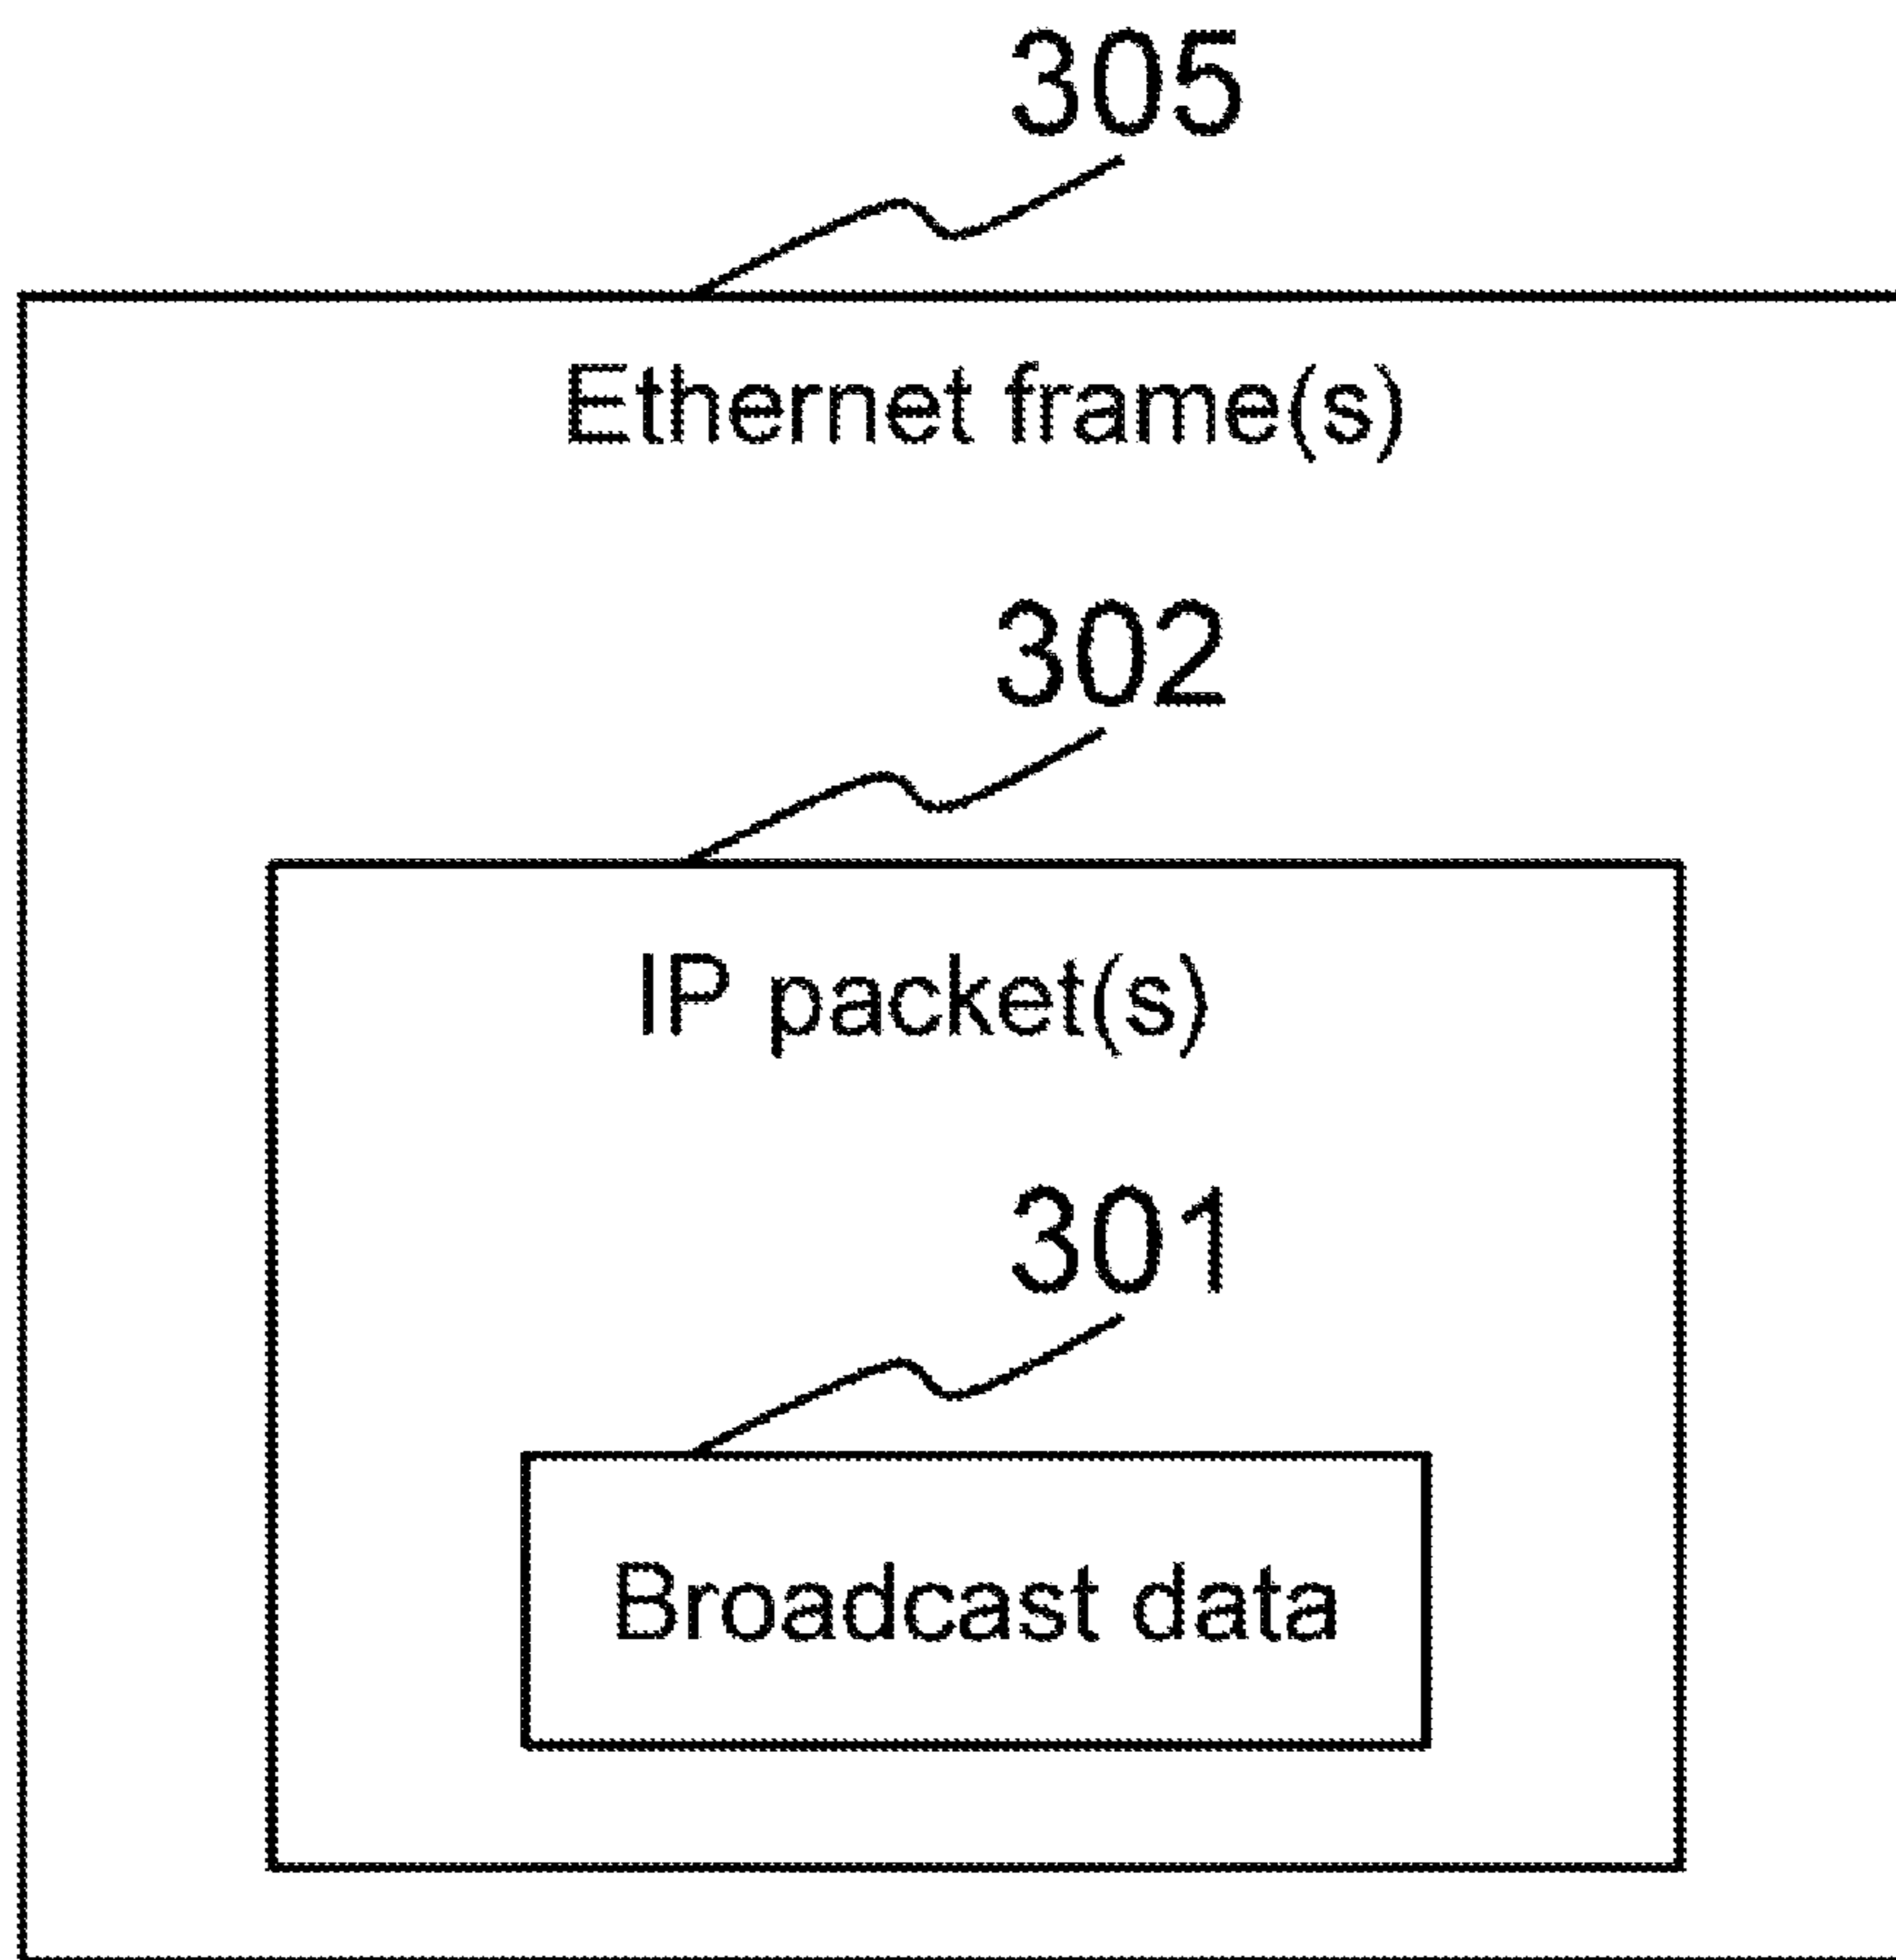 305
Ethernet frame(s)
302
IP packet(s)
301
Broadcast data